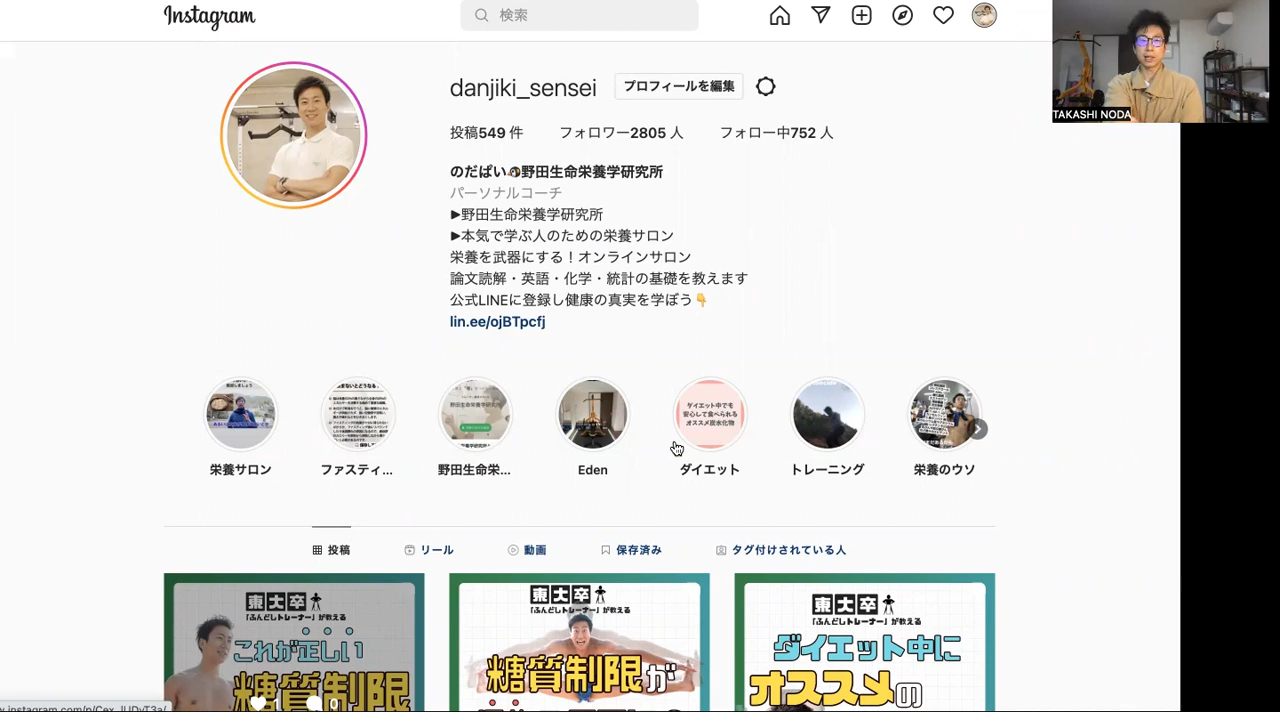 Instagram
検索
TAKASHI NODA
danjiki_sensei
プロフィールを編集
投稿549 件 フォロワー2805 人 フォロー中752 人
のだぱい🐴野田生命栄養学研究所
パーソナルコーチ
▶野田生命栄養学研究所
▶本気で学ぶ人のための栄養サロン
栄養を武器にする！オンラインサロン
論文読解・英語・化学・統計の基礎を教えます
公式LINEに登録し健康の真実を学ぼう👇
lin.ee/ojBTpcfj
ダイエット中でも
安心して食べられる
オススメ炭水化物
栄養サロン ファスティ... 野田生命栄... Eden ダイエット トレーニング 栄養のウソ
投稿 リール 動画 保存済み タグ付けされている人
東大卒
「ふんどしトレーナー」が教える
これが正しい
糖質制限
東大卒
「ふんどしトレーナー」が教える
糖質制限が
東大卒
「ふんどしトレーナー」が教える
ダイエット中に
オススメの